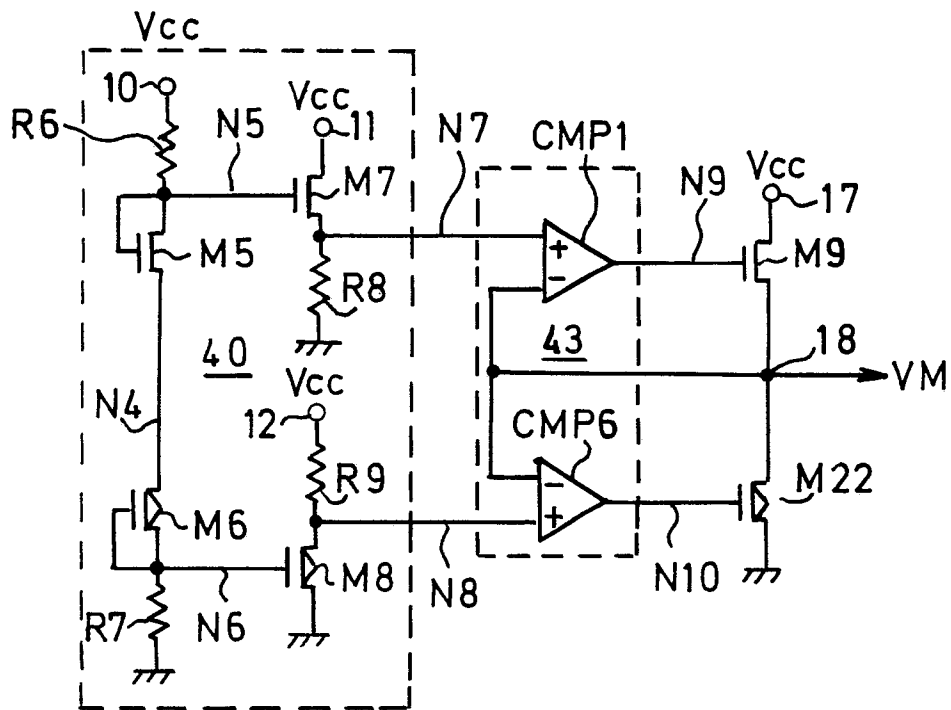 Vcc
10
R6
N5
Vcc
11
M7
N7
CMP1
N9
Vcc
17
M5
R8
+
−
M9
40
43
18
VM
N4
Vcc
12
CMP6
R9
−
+
M22
M6
M8
N8
N10
R7
N6